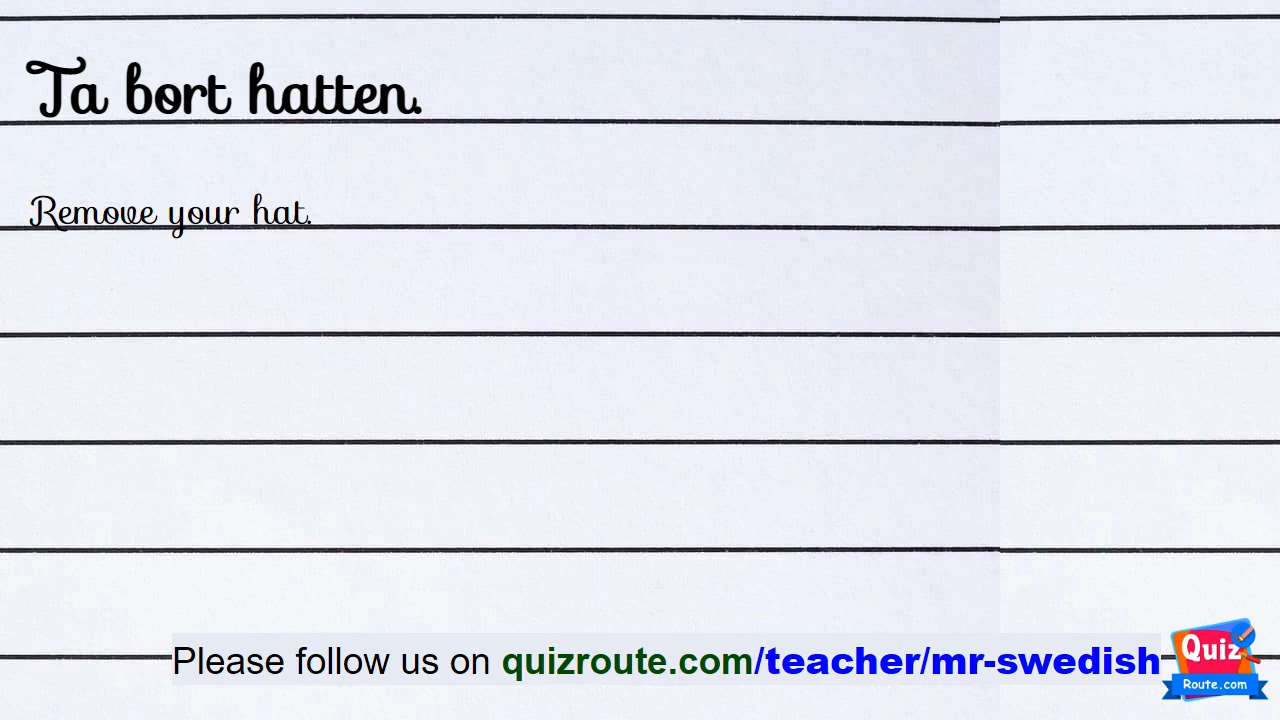 Ta bort hatten.
Remove your hat.
Please follow us on quizroute.com/teacher/mr-swedish
Quiz
Route.com